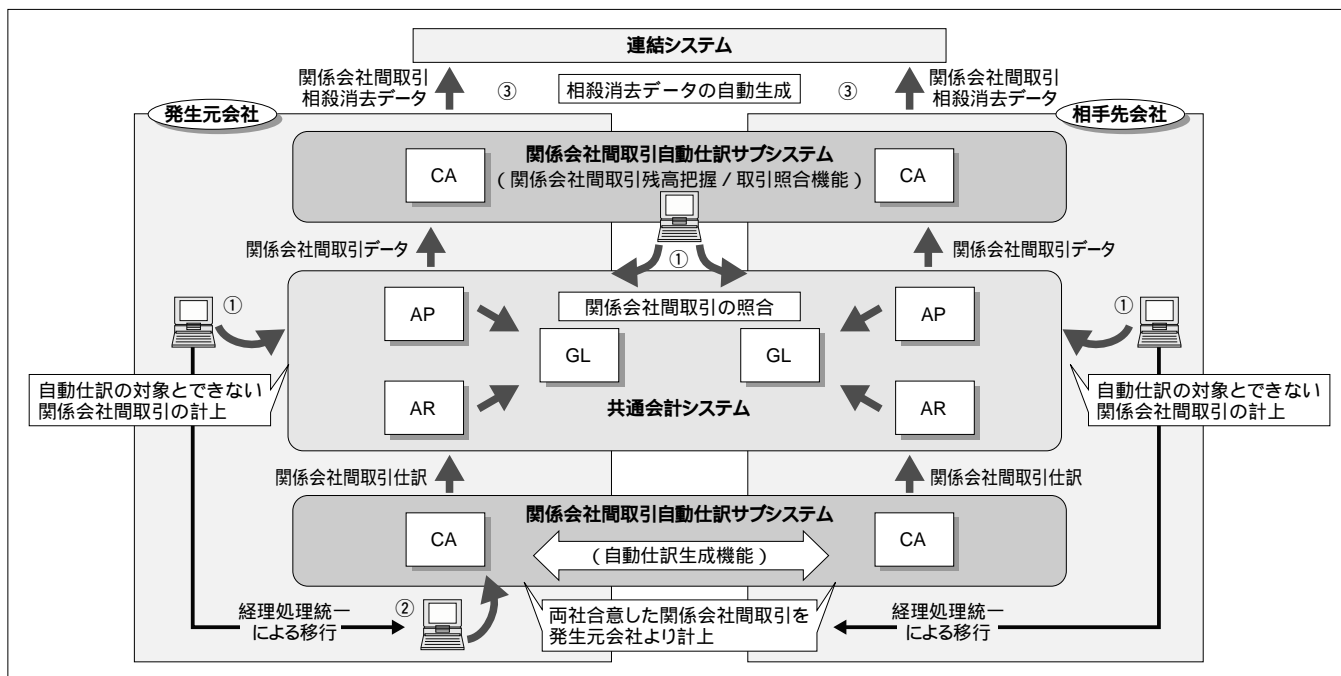 連結システム
関係会社間取引
相殺消去データ
③
相殺消去データの自動生成
③
関係会社間取引
相殺消去データ
発生元会社
相手先会社
関係会社間取引自動仕訳サブシステム
(関係会社間取引残高把握/取引照合機能)
CA
CA
関係会社間取引データ
①
関係会社間取引データ
①
関係会社間取引の照合
①
AP
AP
GL
GL
自動仕訳の対象とできない
関係会社間取引の計上
AR
共通会計システム
AR
自動仕訳の対象とできない
関係会社間取引の計上
関係会社間取引仕訳
関係会社間取引仕訳
関係会社間取引自動仕訳サブシステム
CA
(自動仕訳生成機能)
CA
経理処理統一
による移行
②
両社合意した関係会社間取引を
発生元会社より計上
経理処理統一
による移行